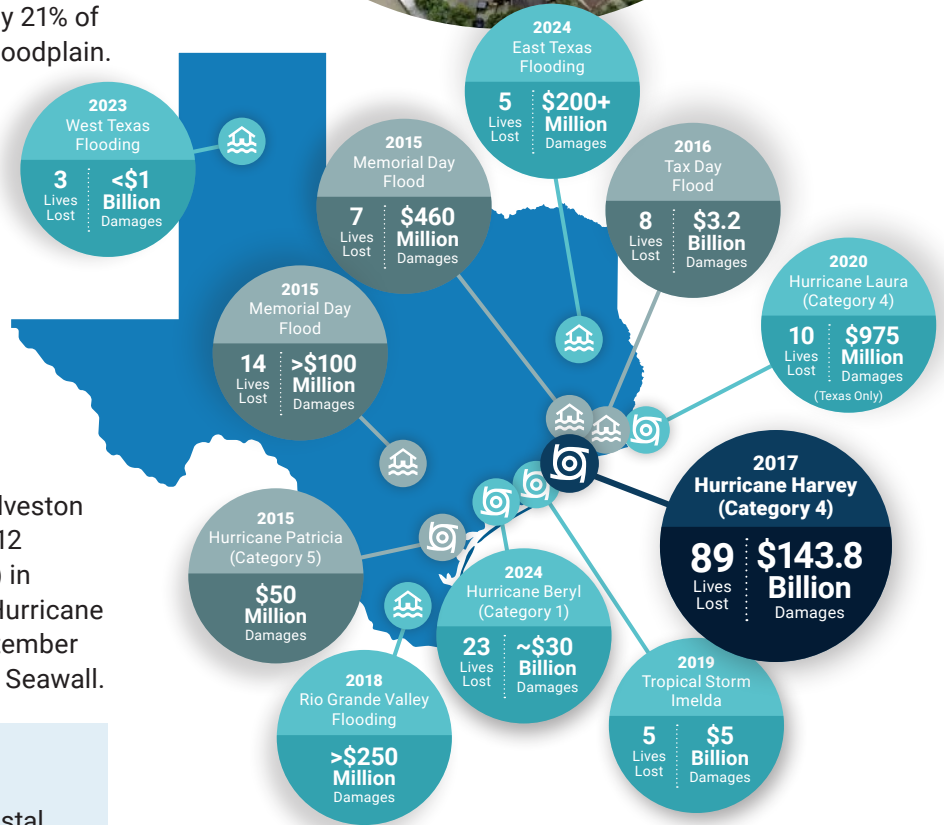 y 21% of
oodplain.
2023
West Texas
Flooding
3
Lives
Lost
<$1
Billion
Damages
2015
Memorial Day
Flood
7
Lives
Lost
$460
Million
Damages
2024
East Texas
Flooding
5
Lives
Lost
$200+
Million
Damages
2016
Tax Day
Flood
8
Lives
Lost
$3.2
Billion
Damages
2020
Hurricane Laura
(Category 4)
10
Lives
Lost
$975
Million
Damages
(Texas Only)
2015
Memorial Day
Flood
14
Lives
Lost
>$100
Million
Damages
2017
Hurricane Harvey
(Category 4)
89
Lives
Lost
$143.8
Billion
Damages
lveston
12
) in
Hurricane
tember
Seawall.
2015
Hurricane Patricia
(Category 5)
$50
Million
Damages
2024
Hurricane Beryl
(Category 1)
23
Lives
Lost
~$30
Billion
Damages
2018
Rio Grande Valley
Flooding
>$250
Million
Damages
2019
Tropical Storm
Imelda
5
Lives
Lost
$5
Billion
Damages
stal